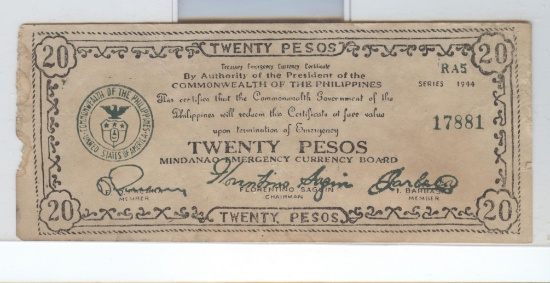 20 TWENTY PESOS 20
Treasury Emergency Currency Certificate
By Authority of the President of the
COMMONWEALTH OF THE PHILIPPINES
RA5
SERIES 1944
This certifies that the Commonwealth Government of the
Philippines will redeem this Certificate at face value
upon termination of Emergency
17881
COMMONWEALTH OF THE PHILIPPINES
UNITED STATES OF AMERICA
TWENTY PESOS
MINDANAO EMERGENCY CURRENCY BOARD
Florentino Saguin
MEMBER
FLORENTINO SAGUIN
CHAIRMAN
I. BARBASA
MEMBER
20 TWENTY PESOS 20